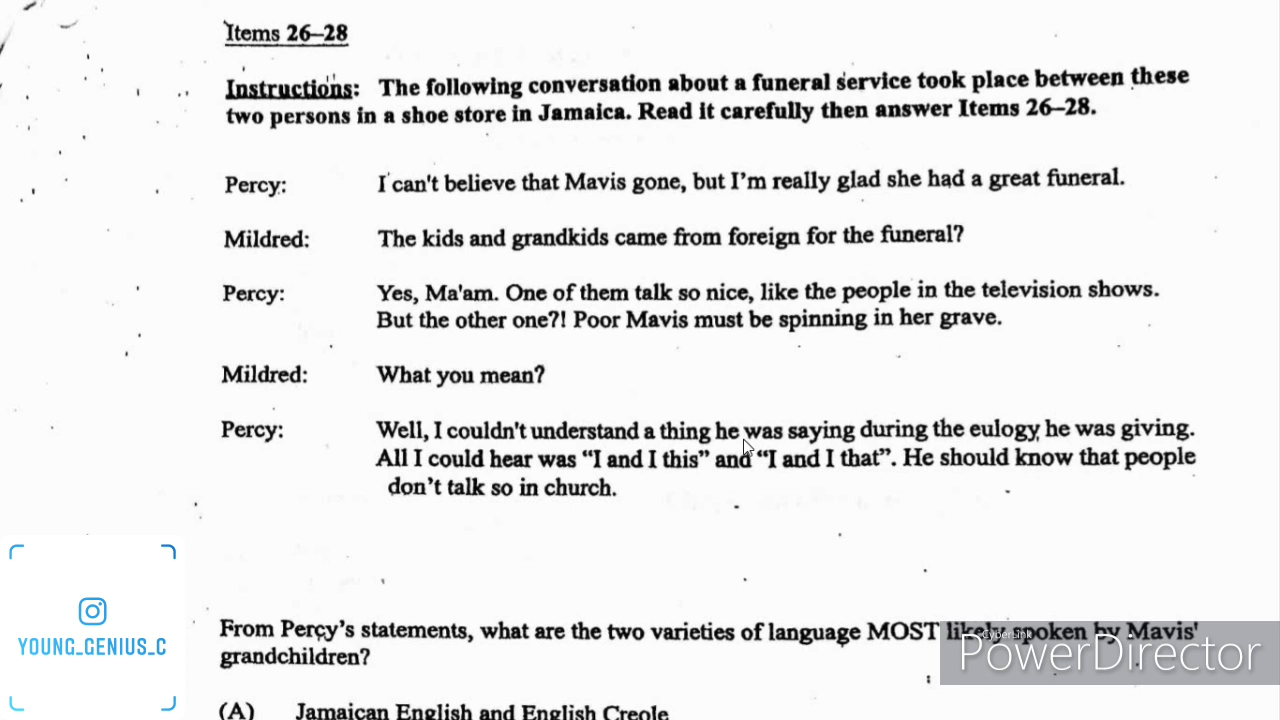 Items 26–28
Instructions: The following conversation about a funeral service took place between these
two persons in a shoe store in Jamaica. Read it carefully then answer Items 26–28.
Percy: I can't believe that Mavis gone, but I'm really glad she had a great funeral.
Mildred: The kids and grandkids came from foreign for the funeral?
Percy: Yes, Ma'am. One of them talk so nice, like the people in the television shows.
But the other one?! Poor Mavis must be spinning in her grave.
Mildred: What you mean?
Percy: Well, I couldn't understand a thing he was saying during the eulogy he was giving.
All I could hear was “I and I this” and “I and I that”. He should know that people
don't talk so in church.
YOUNG_GENIUS_C
From Percy's statements, what are the two varieties of language MOST likely spoken by Mavis'
grandchildren?
CyberLink
PowerDirector
(A) Jamaican English and English Creole